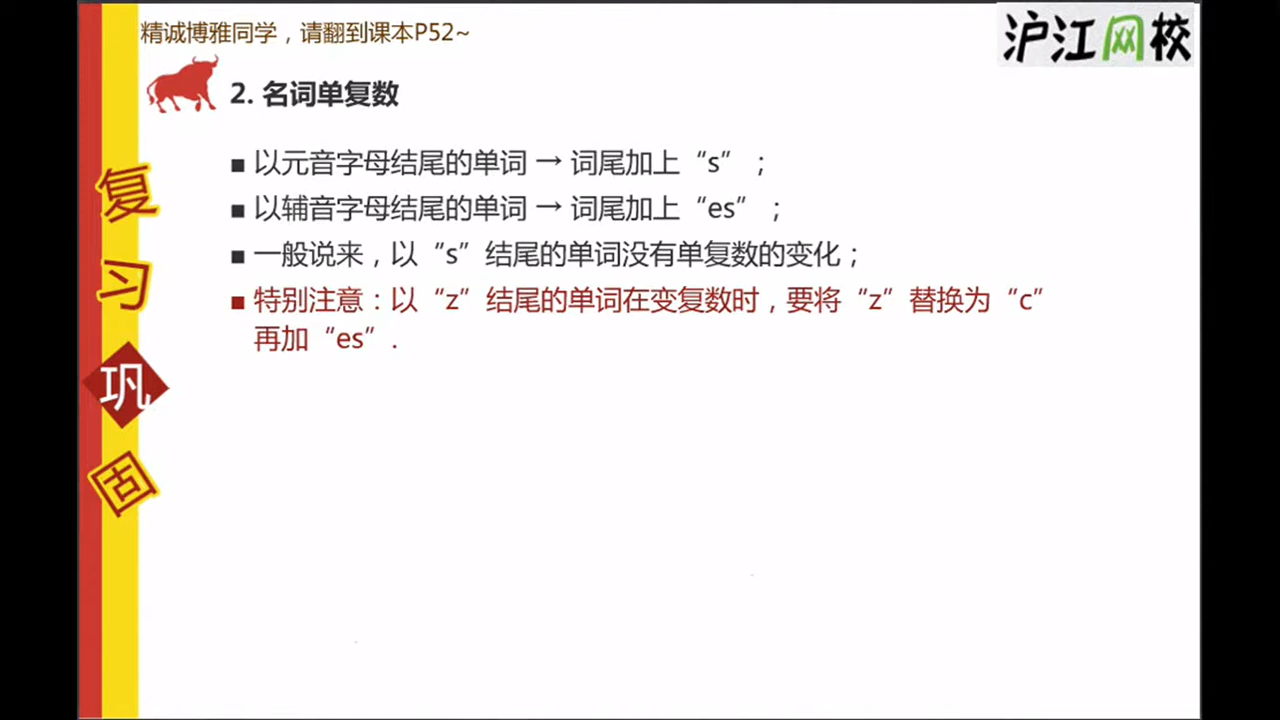 精诚博雅同学，请翻到课本P52~
沪江网校
2. 名词单复数
■ 以元音字母结尾的单词 → 词尾加上“s”；
■ 以辅音字母结尾的单词 → 词尾加上“es”；
■ 一般说来，以“s”结尾的单词没有单复数的变化；
■ 特别注意：以“z”结尾的单词在变复数时，要将“z”替换为“c”
再加“es”.
复
习
巩
固